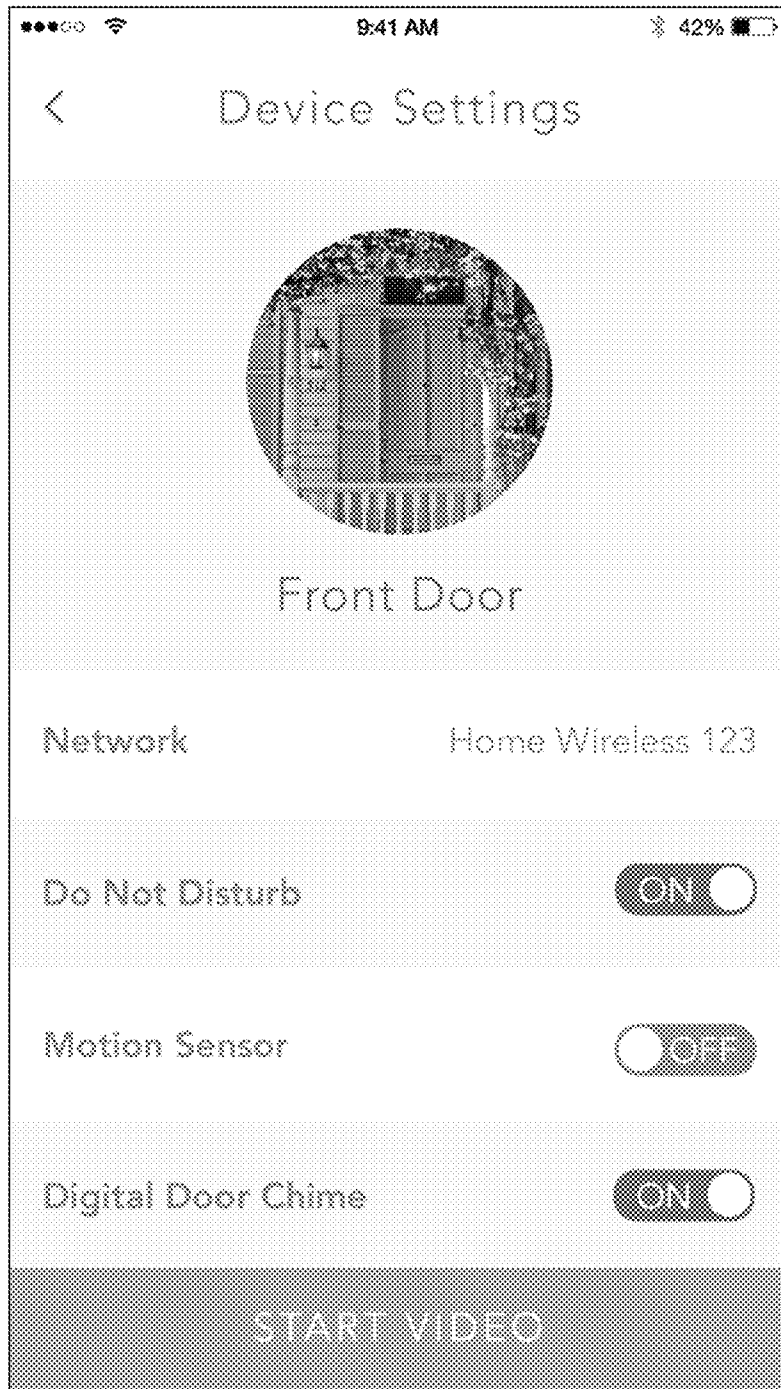 9:41 AM 42%
Device Settings
Front Door
Network Home Wireless 123
Do Not Disturb ON
Motion Sensor OFF
Digital Door Chime ON
START VIDEO